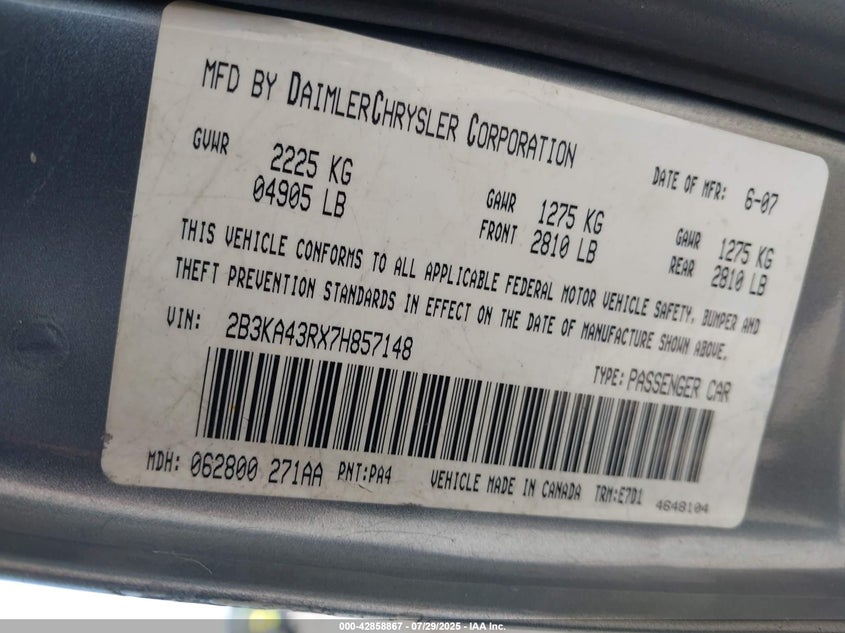 MFD BY DAIMLERCHRYSLER CORPORATION
DATE OF MFR: 6-07
GVWR 2225 KG 04905 LB
GAWR FRONT 1275 KG 2810 LB
GAWR REAR 1275 KG 2810 LB
THIS VEHICLE CONFORMS TO ALL APPLICABLE FEDERAL MOTOR VEHICLE SAFETY, BUMPER AND
THEFT PREVENTION STANDARDS IN EFFECT ON THE DATE OF MANUFACTURE SHOWN ABOVE.
VIN: 2B3KA43RX7H857148
TYPE: PASSENGER CAR
MDH: 062800 271AA PNT:PA4 VEHICLE MADE IN CANADA TRM:E7D1 4648104
000-42858867 - 07/29/2025 - IAA Inc.